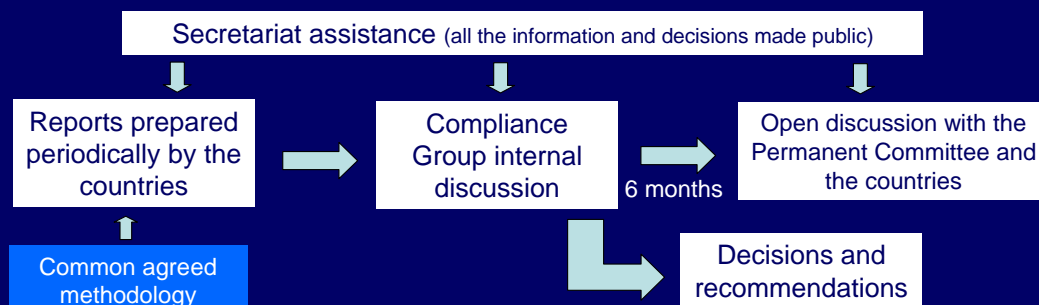 Secretariat assistance (all the information and decisions made public)
Reports prepared
periodically by the
countries
Compliance
Group internal
discussion
6 months
Open discussion with the
Permanent Committee and
the countries
Common agreed
methodology
Decisions and
recommendations